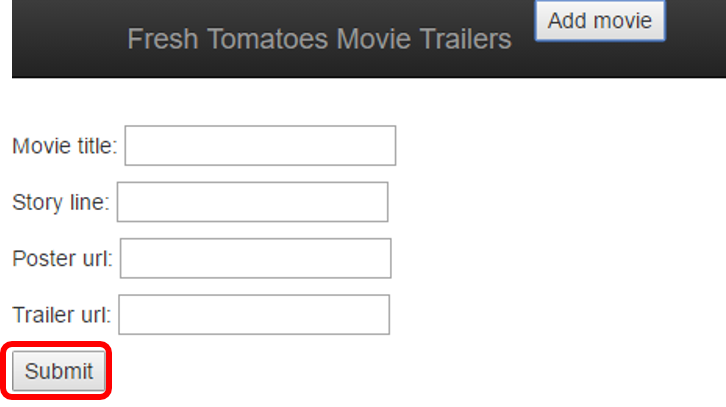 Fresh Tomatoes Movie Trailers Add movie
Movie title:
Story line:
Poster url:
Trailer url:
Submit